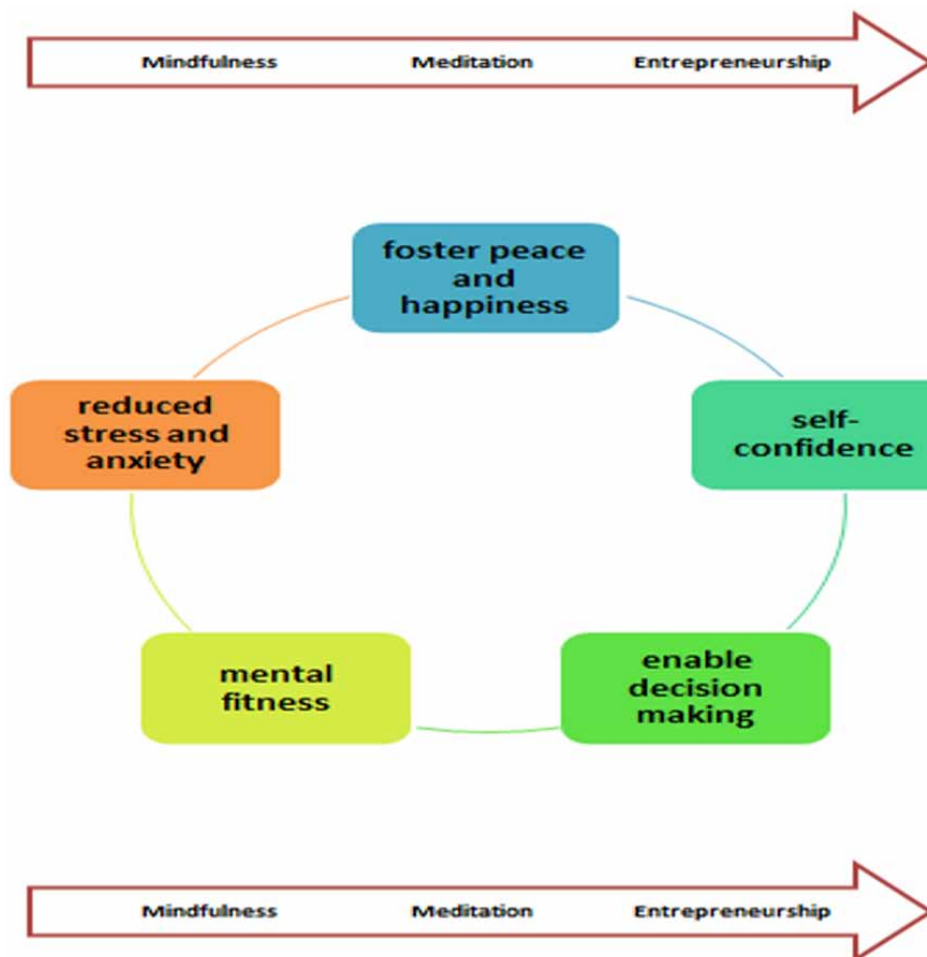 Mindfulness Meditation Entrepreneurship
foster peace
and
happiness
reduced
stress and
anxiety
self-
confidence
mental
fitness
enable
decision
making
Mindfulness Meditation Entrepreneurship